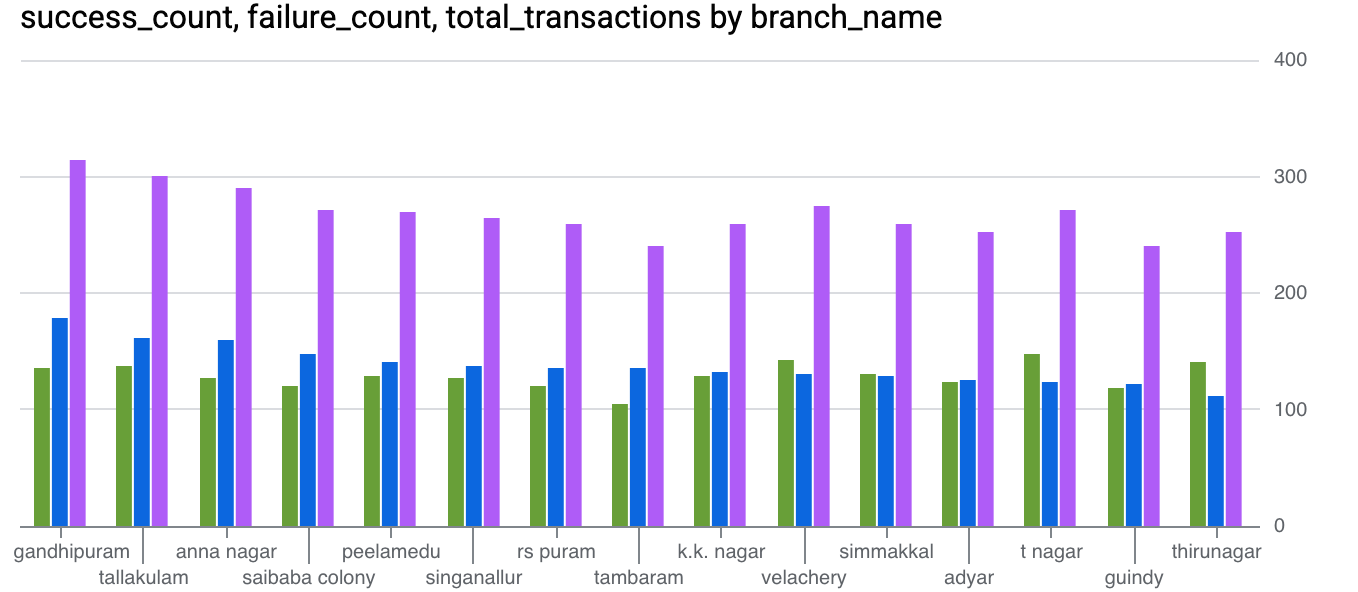 success_count, failure_count, total_transactions by branch_name
400
300
200
100
0
gandhipuram
tallakulam
anna nagar
saibaba colony
peelamedu
singanallur
rs puram
tambaram
k.k. nagar
velachery
simmakkal
adyar
t nagar
guindy
thirunagar